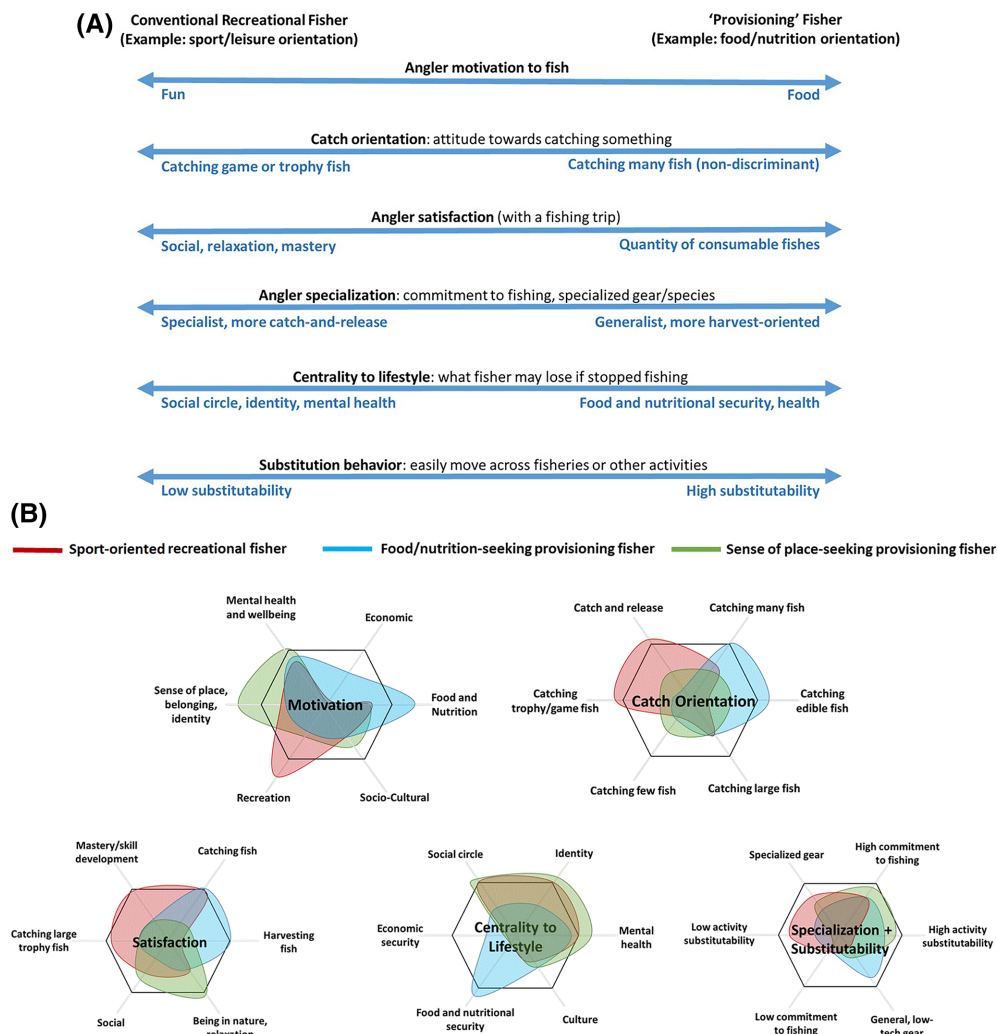 (A)
Conventional Recreational Fisher
(Example: sport/leisure orientation)
‘Provisioning’ Fisher
(Example: food/nutrition orientation)
Angler motivation to fish
Fun
Food
Catch orientation: attitude towards catching something
Catching game or trophy fish
Catching many fish (non-discriminant)
Angler satisfaction (with a fishing trip)
Social, relaxation, mastery
Quantity of consumable fishes
Angler specialization: commitment to fishing, specialized gear/species
Specialist, more catch-and-release
Generalist, more harvest-oriented
Centrality to lifestyle: what fisher may lose if stopped fishing
Social circle, identity, mental health
Food and nutritional security, health
Substitution behavior: easily move across fisheries or other activities
Low substitutability
High substitutability
(B)
Sport-oriented recreational fisher
Food/nutrition-seeking provisioning fisher
Sense of place-seeking provisioning fisher
Mental health
and wellbeing
Economic
Sense of place,
belonging,
identity
Motivation
Food and
Nutrition
Recreation
Socio-Cultural
Catch and release
Catching many fish
Catching
trophy/game fish
Catch Orientation
Catching
edible fish
Catching few fish
Catching large fish
Mastery/skill
development
Catching fish
Catching large
trophy fish
Satisfaction
Harvesting
fish
Social
Being in nature,
relaxation
Social circle
Identity
Economic
security
Centrality to
Lifestyle
Mental
health
Food and nutritional
security
Culture
Specialized gear
High commitment
to fishing
Low activity
substitutability
Specialization +
Substitutability
High activity
substitutability
Low commitment
to fishing
General, low-
tech gear